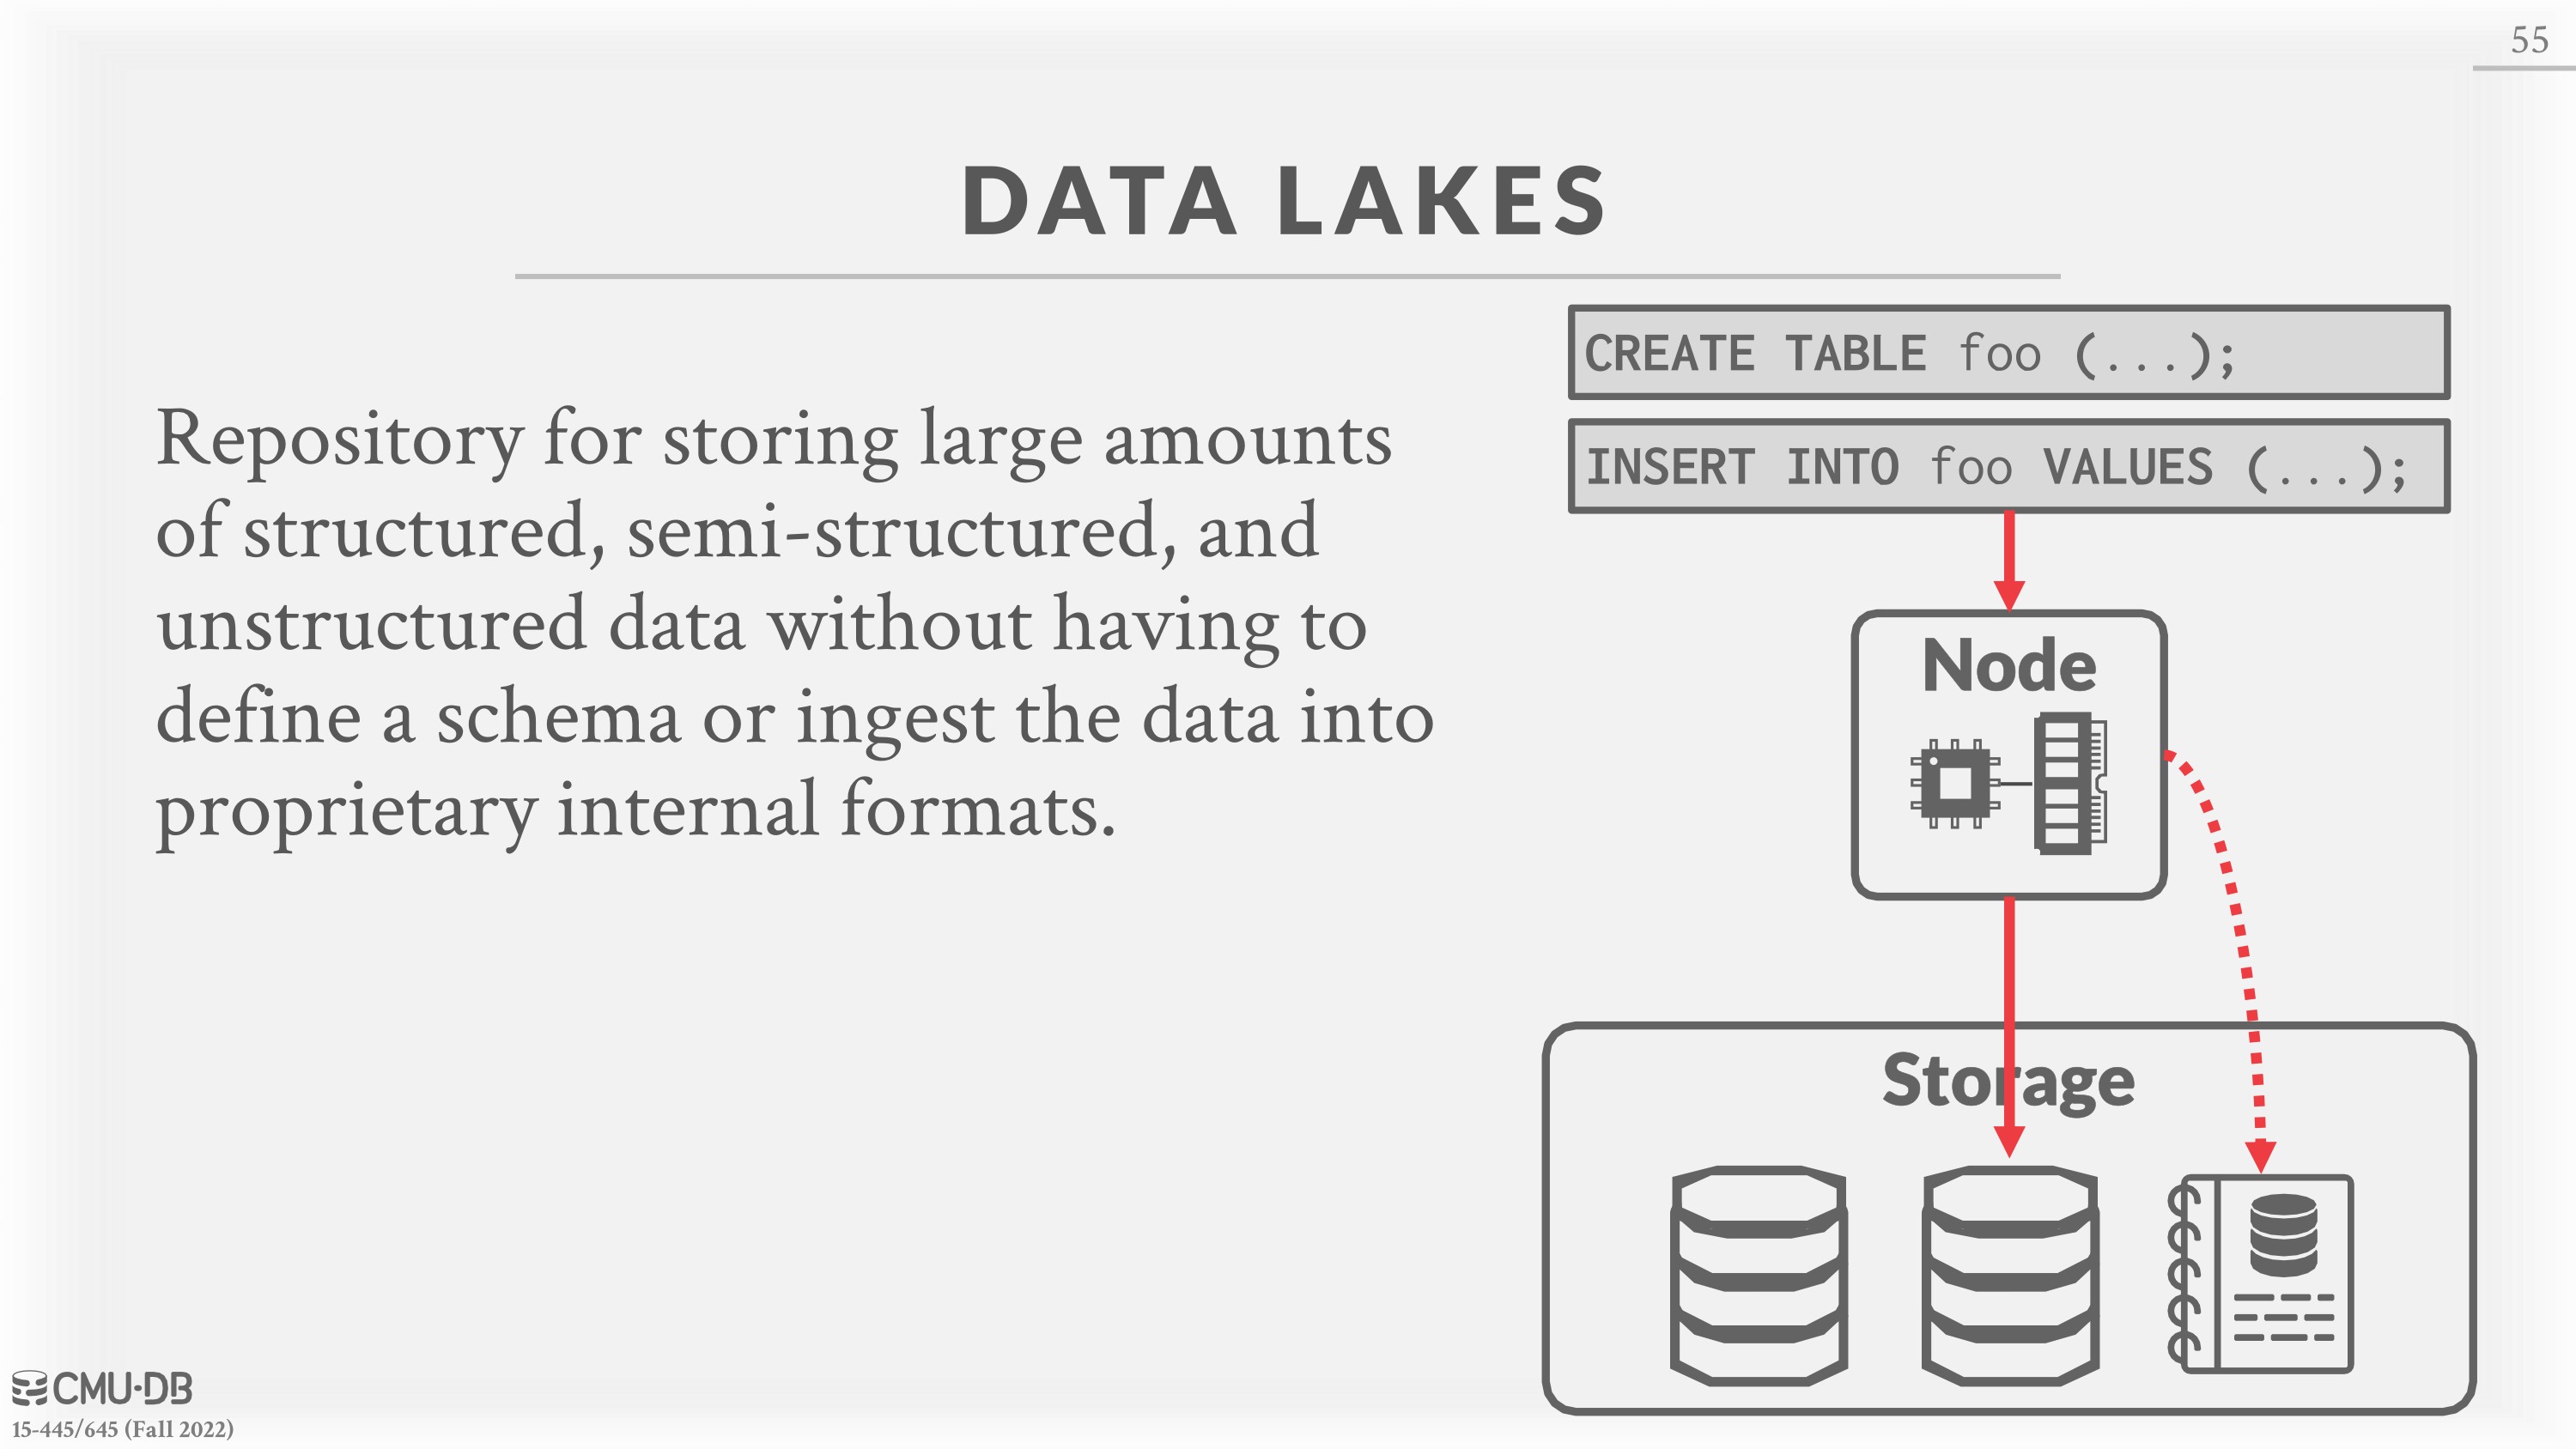 55
DATA LAKES
Repository for storing large amounts
of structured, semi-structured, and
unstructured data without having to
define a schema or ingest the data into
proprietary internal formats.
CREATE TABLE foo (...);
INSERT INTO foo VALUES (...);
Node
Storage
CMU·DB
15-445/645 (Fall 2022)